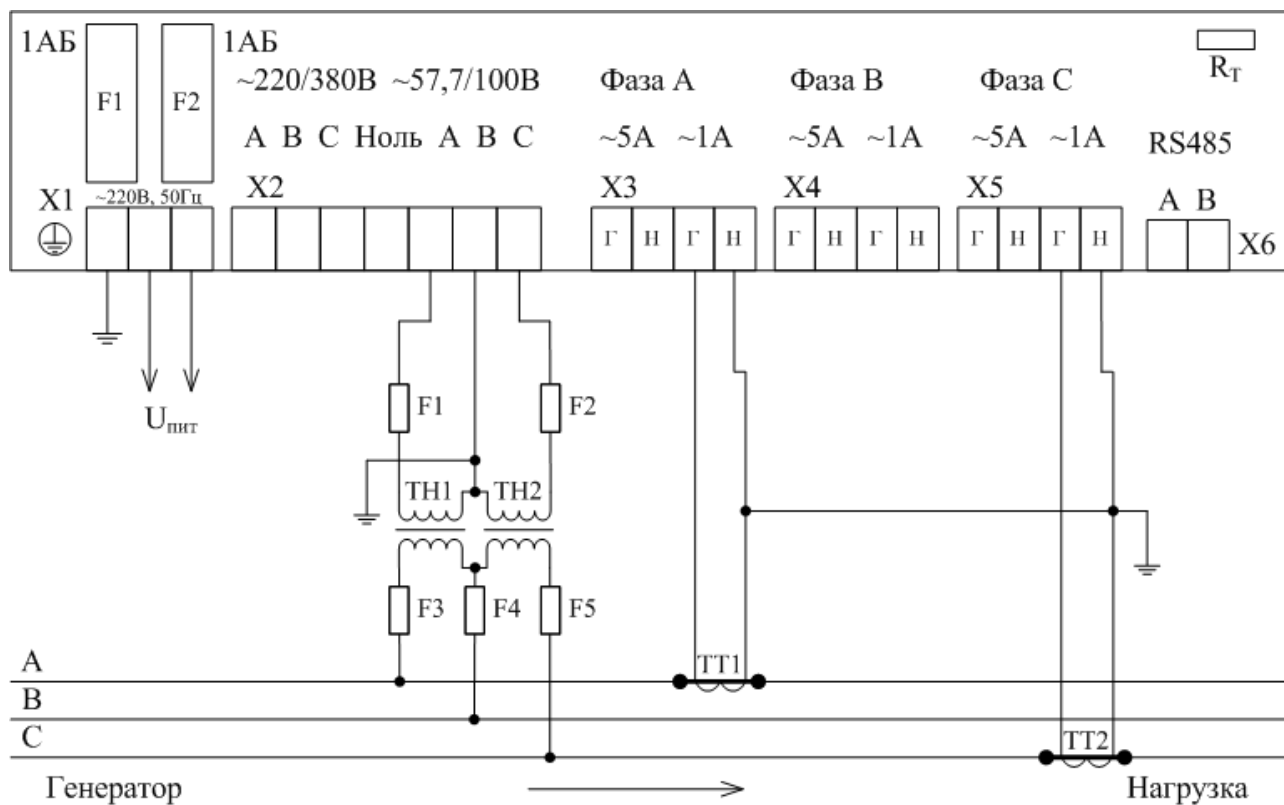 1АБ 1АБ
F1 F2
~220/380В ~57,7/100В Фаза А Фаза В Фаза С
R_T
А В С Ноль А В С ~5А ~1А ~5А ~1А ~5А ~1А RS485
~220В, 50Гц
X1 X2 X3 X4 X5 А В
Г Н Г Н Г Н Г Н Г Н Г Н X6
U_пит
F1 F2
ТН1 ТН2
F3 F4 F5
А ТТ1
В
С ТТ2
Генератор Нагрузка